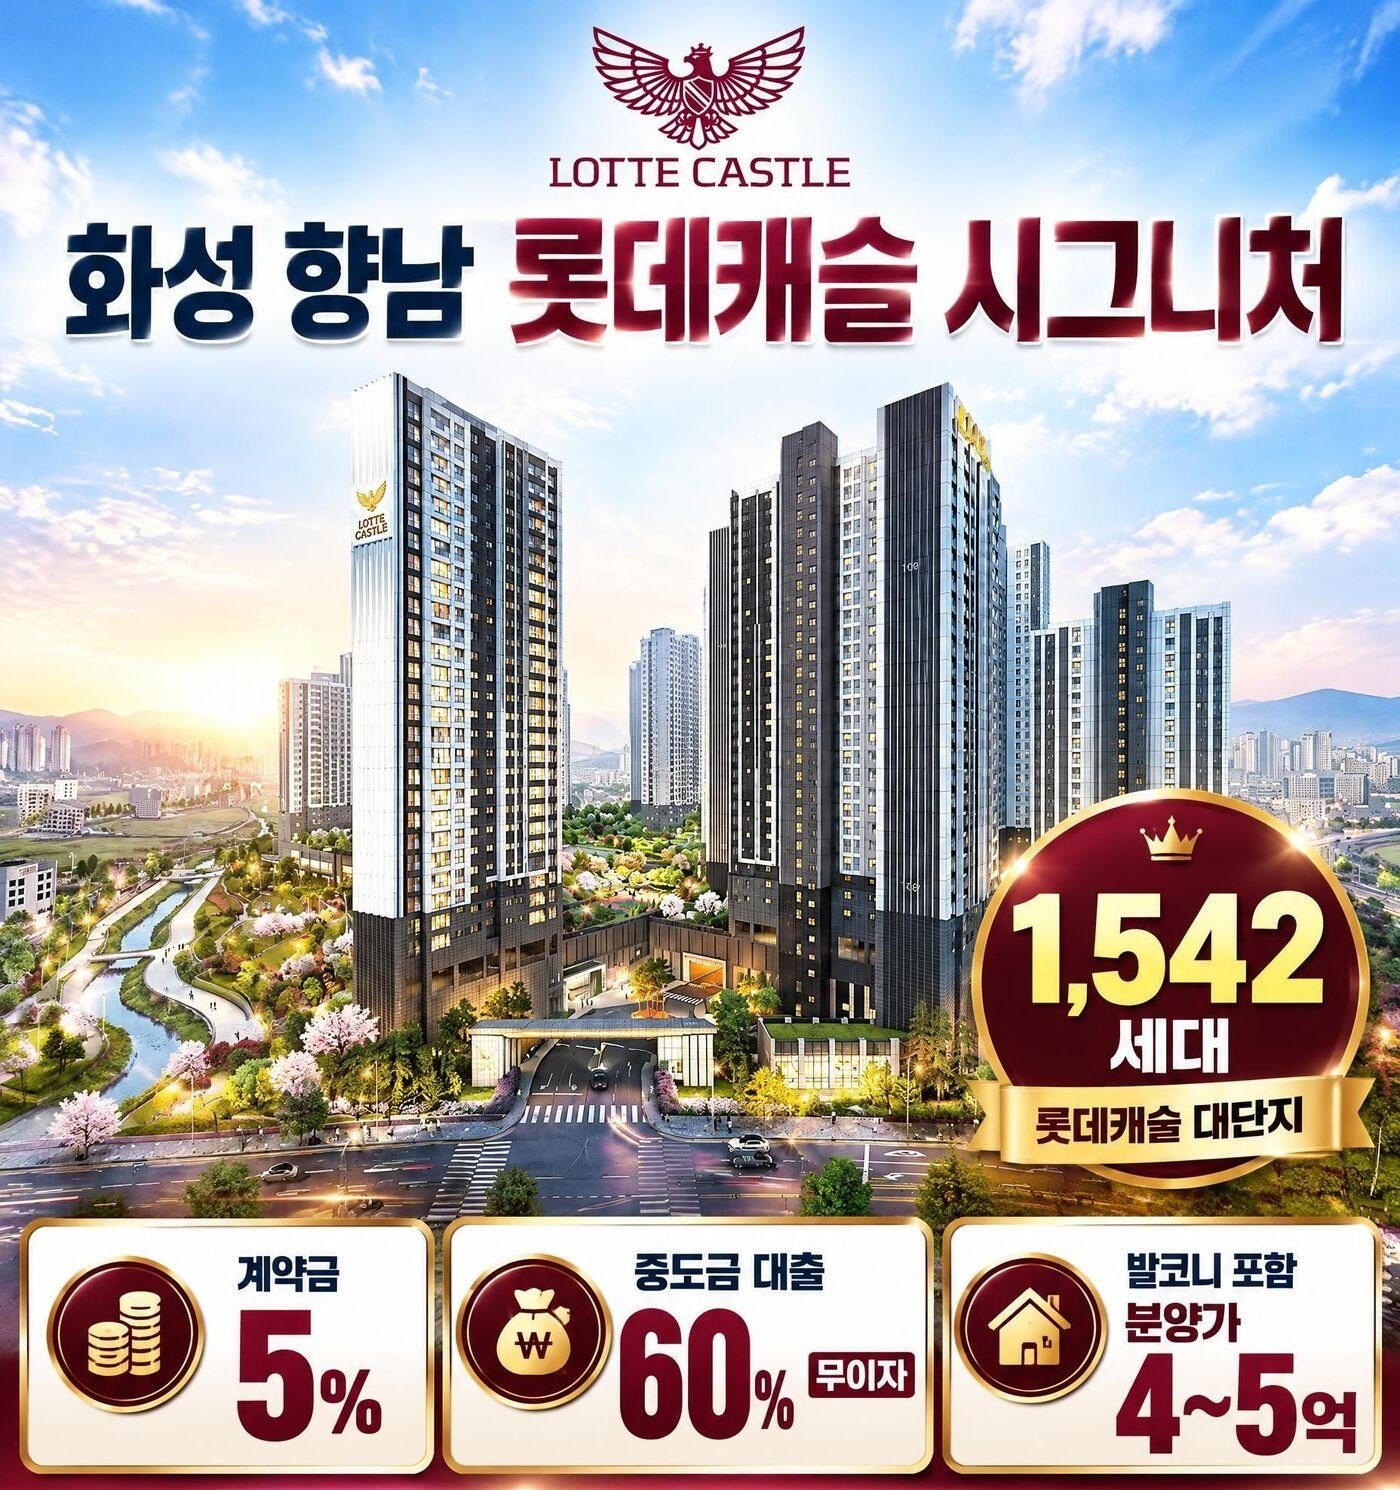 LOTTE CASTLE
화성 향남 롯데캐슬 시그니처
LOTTE
CASTLE
109
1,542
세대
롯데캐슬 대단지
계약금
5%
중도금 대출
60% 무이자
발코니 포함
분양가
4~5억